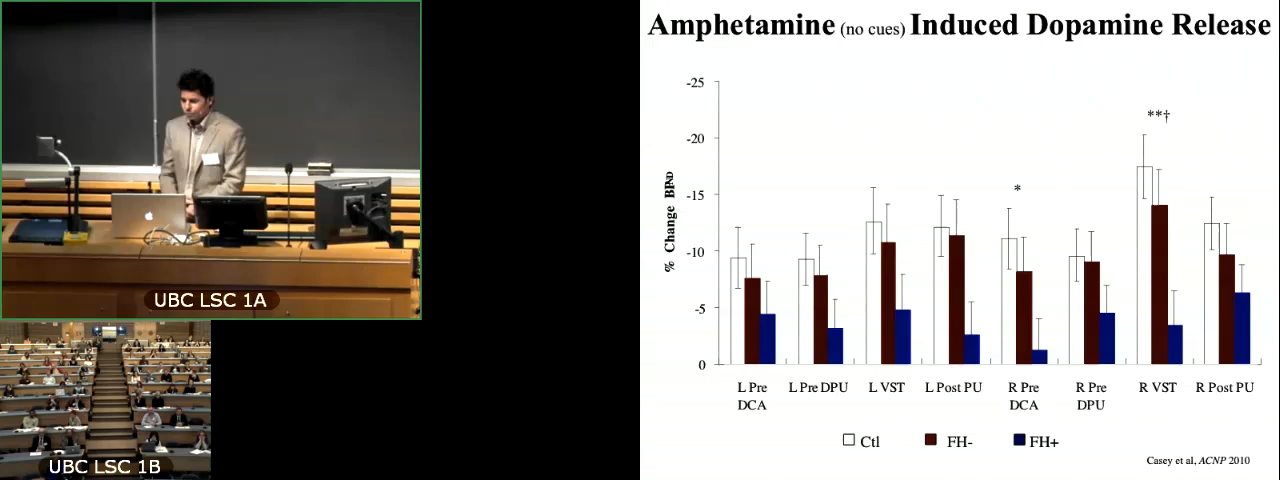 UBC LSC 1A
UBC LSC 1B
Amphetamine (no cues) Induced Dopamine Release
% Change BPND
-25
-20
-15
-10
-5
0
*
**†
L Pre DCA
L Pre DPU
L VST
L Post PU
R Pre DCA
R Pre DPU
R VST
R Post PU
Ctl
FH-
FH+
Casey et al, ACNP 2010